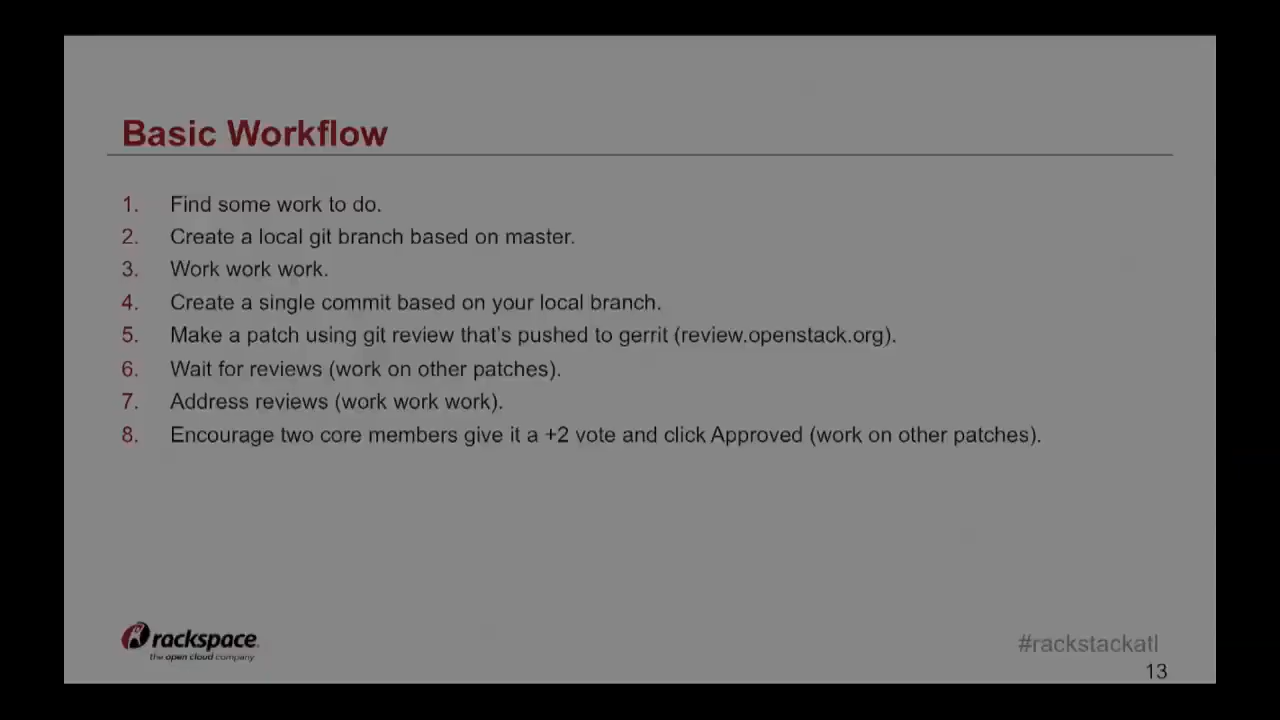 Basic Workflow
1. Find some work to do.
2. Create a local git branch based on master.
3. Work work work.
4. Create a single commit based on your local branch.
5. Make a patch using git review that's pushed to gerrit (review.openstack.org).
6. Wait for reviews (work on other patches).
7. Address reviews (work work work).
8. Encourage two core members give it a +2 vote and click Approved (work on other patches).
rackspace.
the open cloud company
#rackstackatl
13